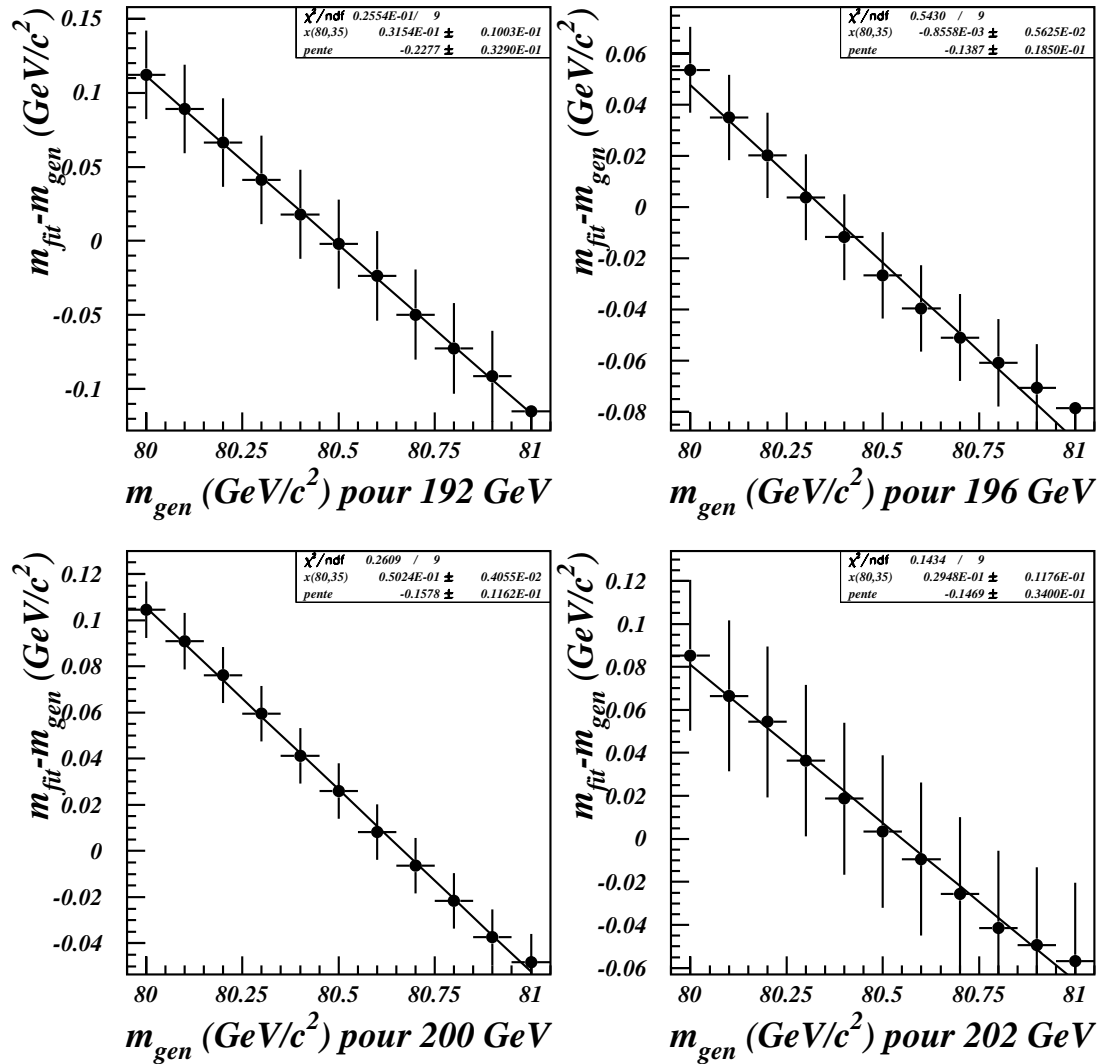 χ²/ndf 0.2554E-01/ 9
x(80,35) 0.3154E-01 ± 0.1003E-01
pente -0.2277 ± 0.3290E-01
m_fit-m_gen (GeV/c²)
0.15
0.1
0.05
0
-0.05
-0.1
80 80.25 80.5 80.75 81
m_gen (GeV/c²) pour 192 GeV
χ²/ndf 0.5430 / 9
x(80,35) -0.8558E-03 ± 0.5625E-02
pente -0.1387 ± 0.1850E-01
m_fit-m_gen (GeV/c²)
0.06
0.04
0.02
0
-0.02
-0.04
-0.06
-0.08
80 80.25 80.5 80.75 81
m_gen (GeV/c²) pour 196 GeV
χ²/ndf 0.2609 / 9
x(80,35) 0.5024E-01 ± 0.4055E-02
pente -0.1578 ± 0.1162E-01
m_fit-m_gen (GeV/c²)
0.12
0.1
0.08
0.06
0.04
0.02
0
-0.02
-0.04
80 80.25 80.5 80.75 81
m_gen (GeV/c²) pour 200 GeV
χ²/ndf 0.1434 / 9
x(80,35) 0.2948E-01 ± 0.1176E-01
pente -0.1469 ± 0.3400E-01
m_fit-m_gen (GeV/c²)
0.12
0.1
0.08
0.06
0.04
0.02
0
-0.02
-0.04
-0.06
80 80.25 80.5 80.75 81
m_gen (GeV/c²) pour 202 GeV